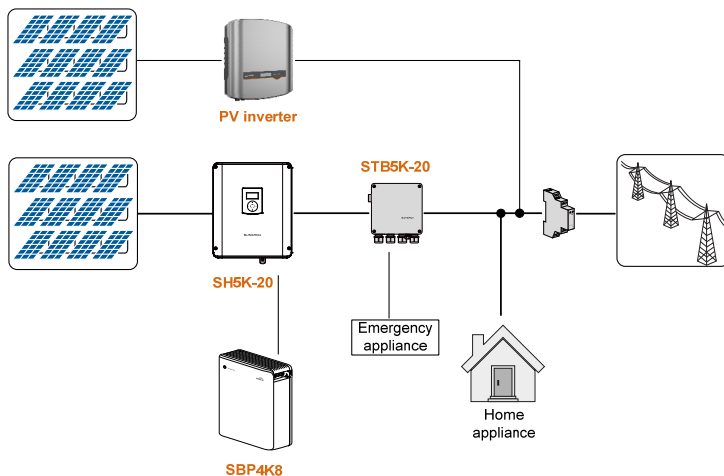 PV inverter
STB5K-20
SH5K-20
Emergency
appliance
Home
appliance
SBP4K8